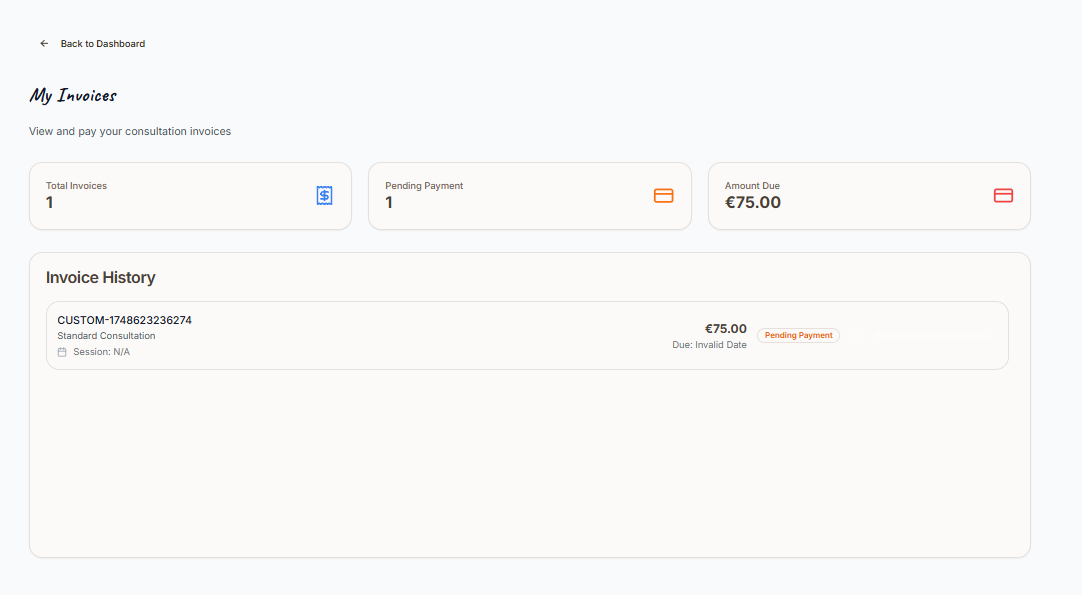 Back to Dashboard
My Invoices
View and pay your consultation invoices
Total Invoices
1
Pending Payment
1
Amount Due
€75.00
Invoice History
CUSTOM-1748623236274
Standard Consultation
Session: N/A
€75.00
Due: Invalid Date
Pending Payment